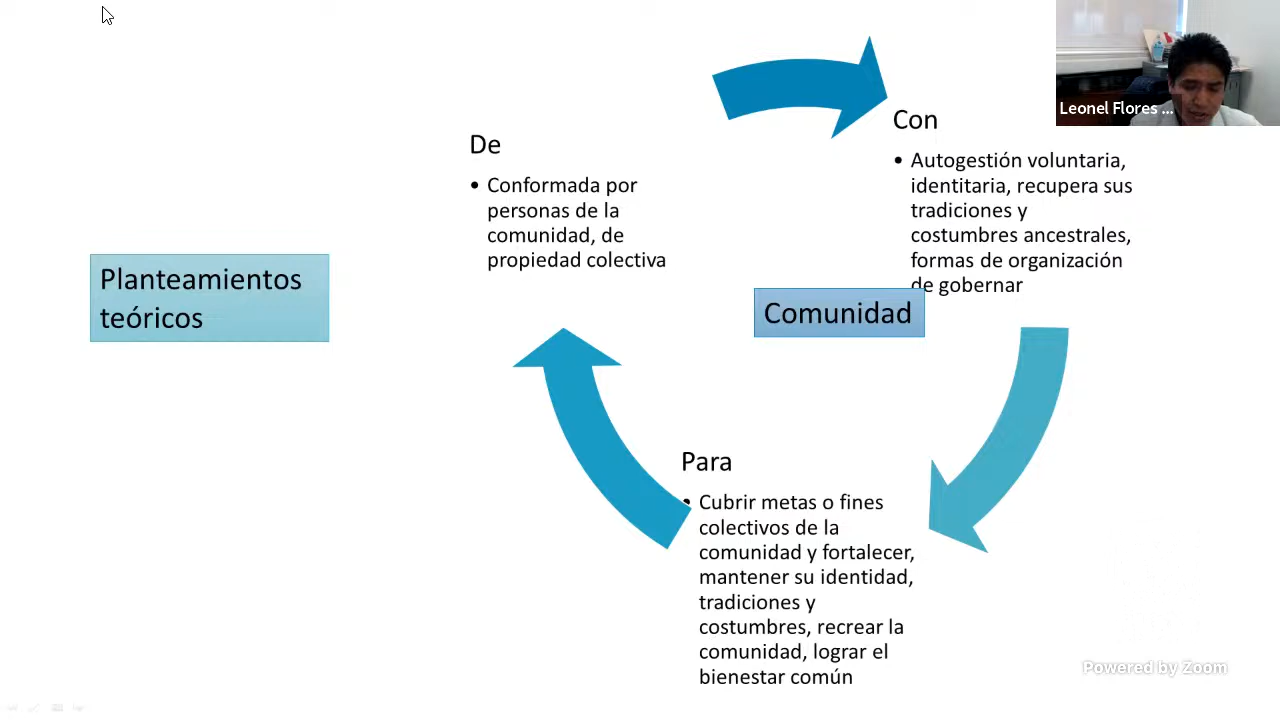 Leonel Flores ...
Con
• Autogestión voluntaria,
identitaria, recupera sus
tradiciones y
costumbres ancestrales,
formas de organización
de gobernar
De
• Conformada por
personas de la
comunidad, de
propiedad colectiva
Planteamientos
teóricos
Comunidad
Para
• Cubrir metas o fines
colectivos de la
comunidad y fortalecer,
mantener su identidad,
tradiciones y
costumbres, recrear la
comunidad, lograr el
bienestar común
Powered by Zoom